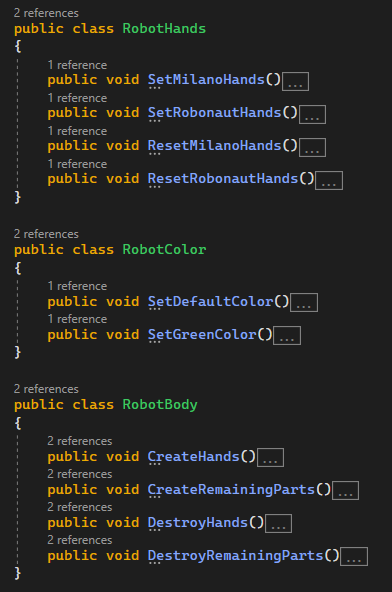 2 references
public class RobotHands
{
1 reference
public void SetMilanoHands()...
1 reference
public void SetRobonautHands()...
1 reference
public void ResetMilanoHands()...
1 reference
public void ResetRobonautHands()...
}
2 references
public class RobotColor
{
1 reference
public void SetDefaultColor()...
1 reference
public void SetGreenColor()...
}
2 references
public class RobotBody
{
2 references
public void CreateHands()...
2 references
public void CreateRemainingParts()...
2 references
public void DestroyHands()...
2 references
public void DestroyRemainingParts()...
}